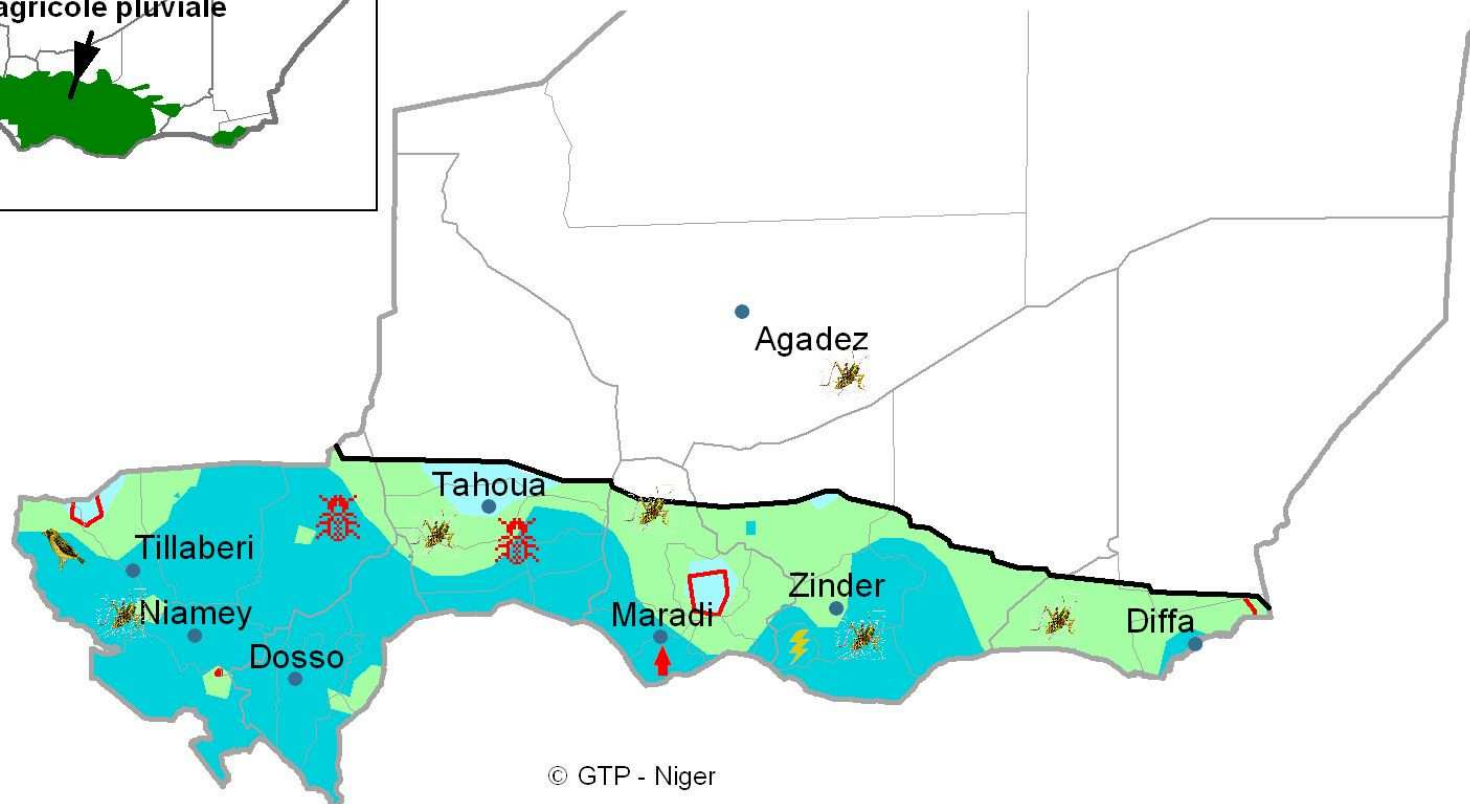 agricole pluviale
Agadez
Tahoua
Tillaberi
Zinder
Niamey
Maradi
Diffa
Dosso
© GTP - Niger